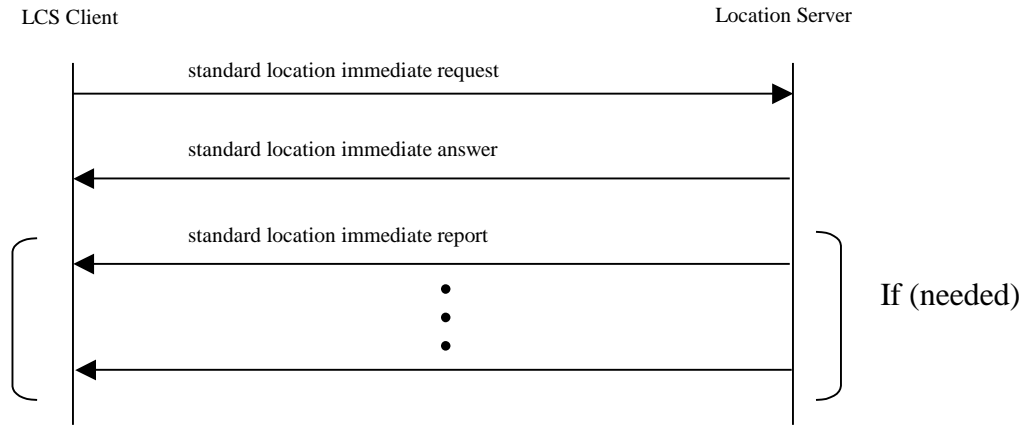 LCS Client
Location Server
standard location immediate request
standard location immediate answer
standard location immediate report
If (needed)